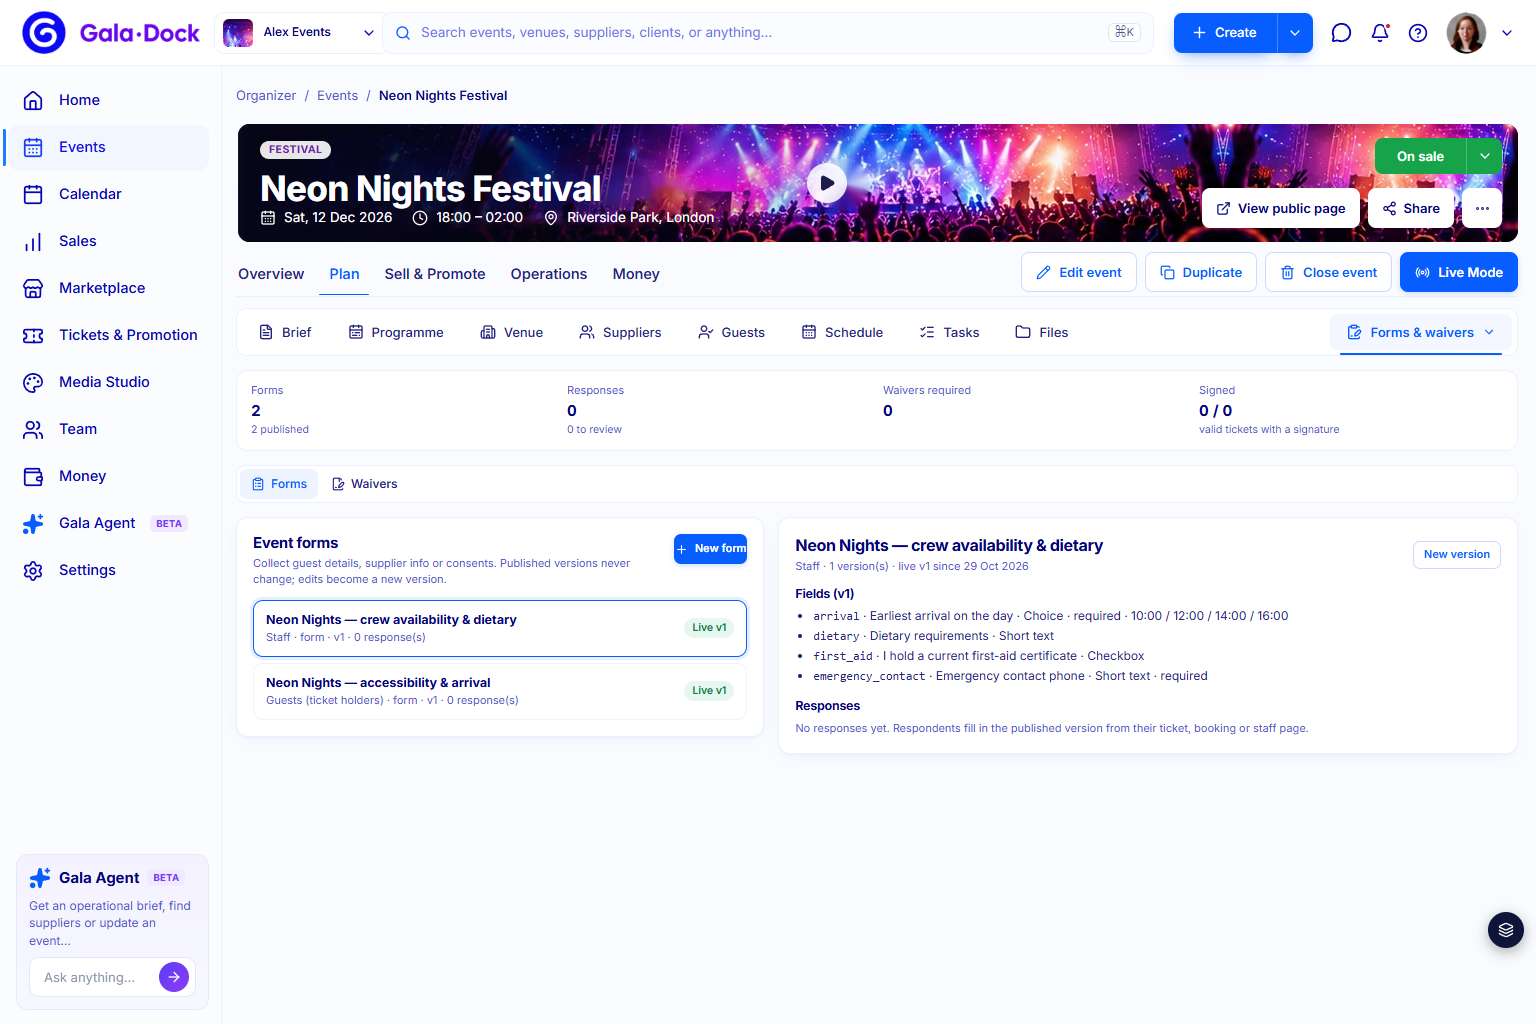 Gala·Dock
Alex Events
Search events, venues, suppliers, clients, or anything...
⌘K
Create
Home
Events
Calendar
Sales
Marketplace
Tickets & Promotion
Media Studio
Team
Money
Gala Agent BETA
Settings
Organizer / Events / Neon Nights Festival
FESTIVAL
Neon Nights Festival
Sat, 12 Dec 2026 18:00 – 02:00 Riverside Park, London
On sale
View public page
Share
Overview Plan Sell & Promote Operations Money
Edit event
Duplicate
Close event
Live Mode
Brief Programme Venue Suppliers Guests Schedule Tasks Files Forms & waivers
Forms
2
2 published
Responses
0
0 to review
Waivers required
0
Signed
0 / 0
valid tickets with a signature
Forms Waivers
Event forms
Collect guest details, supplier info or consents. Published versions never
change; edits become a new version.
New form
Neon Nights — crew availability & dietary
Staff · form · v1 · 0 response(s)
Live v1
Neon Nights — accessibility & arrival
Guests (ticket holders) · form · v1 · 0 response(s)
Live v1
Neon Nights — crew availability & dietary
Staff · 1 version(s) · live v1 since 29 Oct 2026
New version
Fields (v1)
• arrival · Earliest arrival on the day · Choice · required · 10:00 / 12:00 / 14:00 / 16:00
• dietary · Dietary requirements · Short text
• first_aid · I hold a current first-aid certificate · Checkbox
• emergency_contact · Emergency contact phone · Short text · required
Responses
No responses yet. Respondents fill in the published version from their ticket, booking or staff page.
Gala Agent BETA
Get an operational brief, find
suppliers or update an
event...
Ask anything...